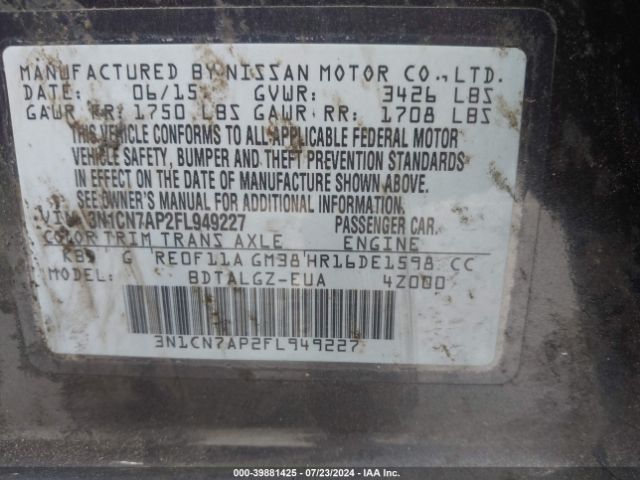 MANUFACTURED BY NISSAN MOTOR CO.,LTD.
DATE: 06/15 GVWR: 3426 LBS
GAWR FR: 1750 LBS GAWR RR: 1708 LBS
THIS VEHICLE CONFORMS TO ALL APPLICABLE FEDERAL MOTOR
VEHICLE SAFETY, BUMPER AND THEFT PREVENTION STANDARDS
IN EFFECT ON THE DATE OF MANUFACTURE SHOWN ABOVE.
SEE OWNER'S MANUAL FOR ADDITIONAL INFORMATION.
VIN: 3N1CN7AP2FL949227 PASSENGER CAR
COLOR TRIM TRANS AXLE ENGINE
G RE0F11A GM38 HR16DE1598 CC
MODEL: BDTALGZ-EUA 4Z000
3N1CN7AP2FL949227
000-39881425 - 07/23/2024 - IAA Inc.